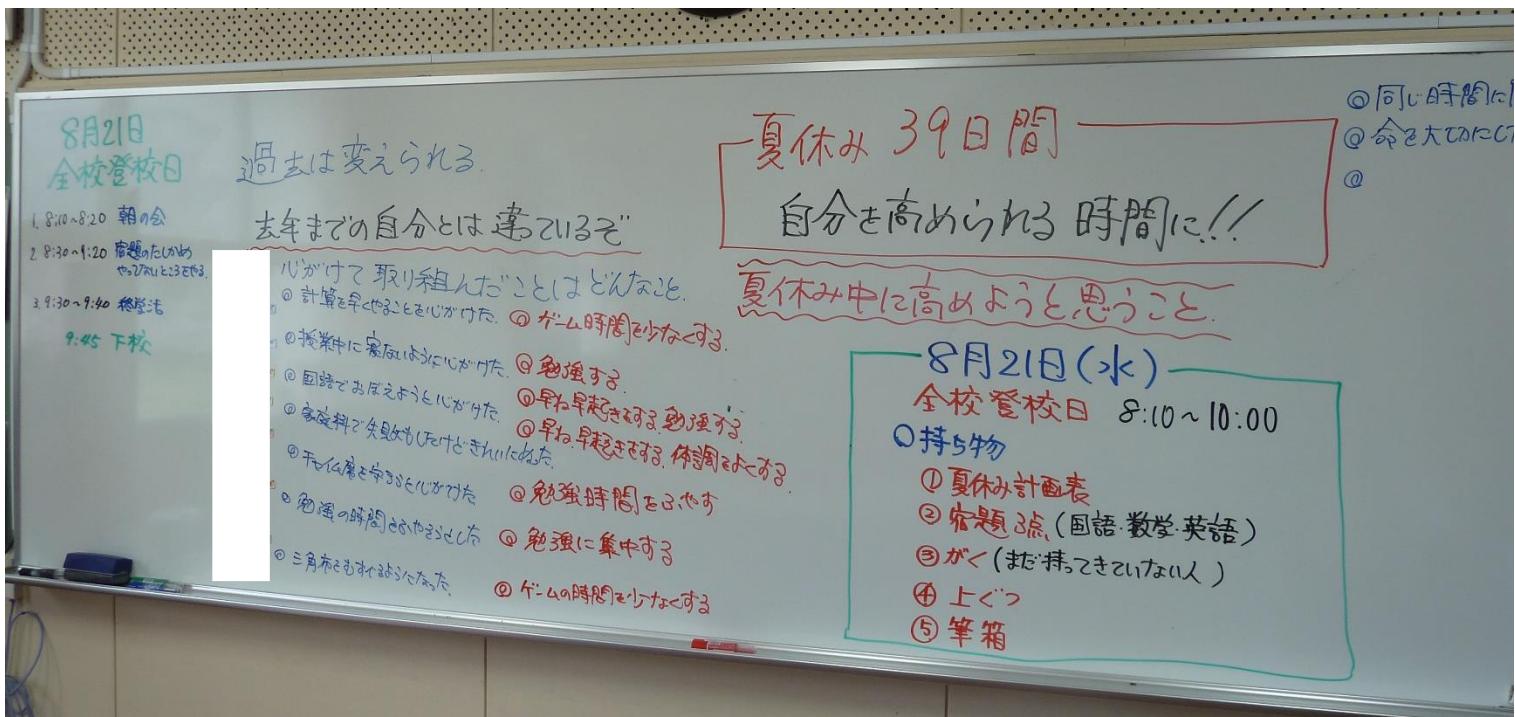 8月21日
全校登校日
1. 8:10~8:20 朝の会
2. 8:30~9:20 宿題のたしかめ
やってないところをやる。
3. 9:30~9:40 終学活
9:45 下校
過去は変えられる.
去年までの自分とは違っているぞ
心がけて取り組んだことはどんなこと.
◎ 計算を早くやることを心がけた.
◎ ゲーム時間を少なくする.
◎ 授業中に寝ないように心がけた.
◎ 勉強する.
◎ 国語でおぼえようと心がけた.
◎ 早ね早起きをする. 勉強する.
◎ 家庭科で失敗もしたけどきれいにぬった.
◎ 早ね. 早起きをする. 体調をよくする.
を守ろうと心がけた
◎ 勉強時間をふやす
◎ 勉強の時間をふやそうとした
◎ 勉強に集中する
◎ 三角布を
ようになった.
◎ ゲームの時間を少なくする
夏休み 39日間
自分を高められる 時間に!!
夏休み中に高めようと思うこと.
8月21日(水)
全校登校日 8:10~10:00
○持ち物
① 夏休み計画表
② 宿題3点 (国語・数学・英語)
③ がく (まだ持ってきていない人)
④ 上ぐつ
⑤ 筆箱
◎ 同じ時間に
◎ 命を大切にして
◎